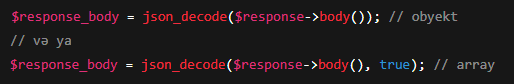 $response_body = json_decode($response->body()); // obyekt
// və ya
$response_body = json_decode($response->body(), true); // array